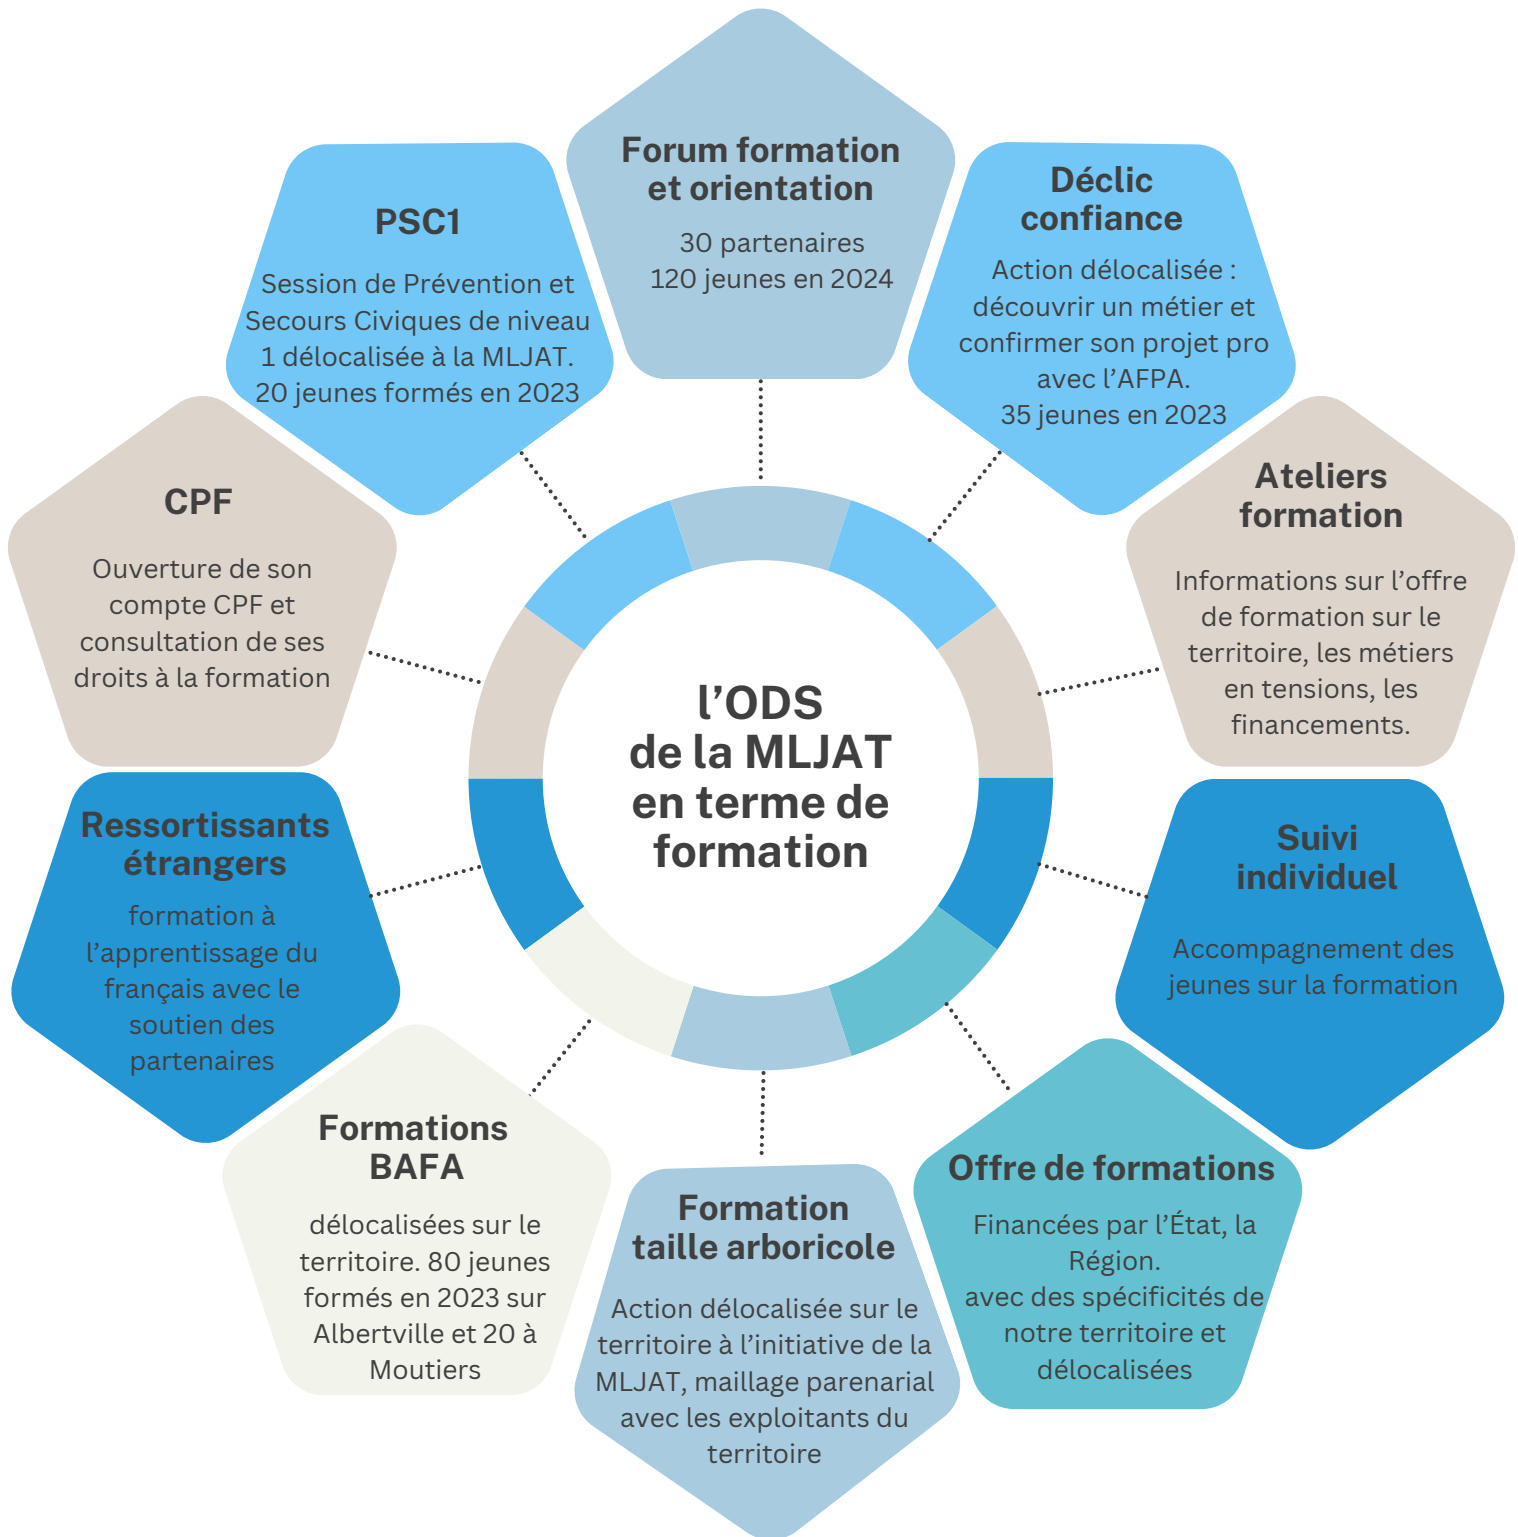 Forum formation
et orientation
30 partenaires
120 jeunes en 2024
Déclic
confiance
Action délocalisée :
découvrir un métier et
confirmer son projet pro
avec l’AFPA.
35 jeunes en 2023
Ateliers
formation
Informations sur l’offre
de formation sur le
territoire, les métiers
en tensions, les
financements.
Suivi
individuel
Accompagnement des
jeunes sur la formation
Offre de formations
Financées par l’État, la
Région.
avec des spécificités de
notre territoire et
délocalisées
Formation
taille arboricole
Action délocalisée sur le
territoire à l’initiative de la
MLJAT, maillage parenarial
avec les exploitants du
territoire
Formations
BAFA
délocalisées sur le
territoire. 80 jeunes
formés en 2023 sur
Albertville et 20 à
Moutiers
Ressortissants
étrangers
formation à
l’apprentissage du
français avec le
soutien des
partenaires
CPF
Ouverture de son
compte CPF et
consultation de ses
droits à la formation
PSC1
Session de Prévention et
Secours Civiques de niveau
1 délocalisée à la MLJAT.
20 jeunes formés en 2023
l’ODS
de la MLJAT
en terme de
formation